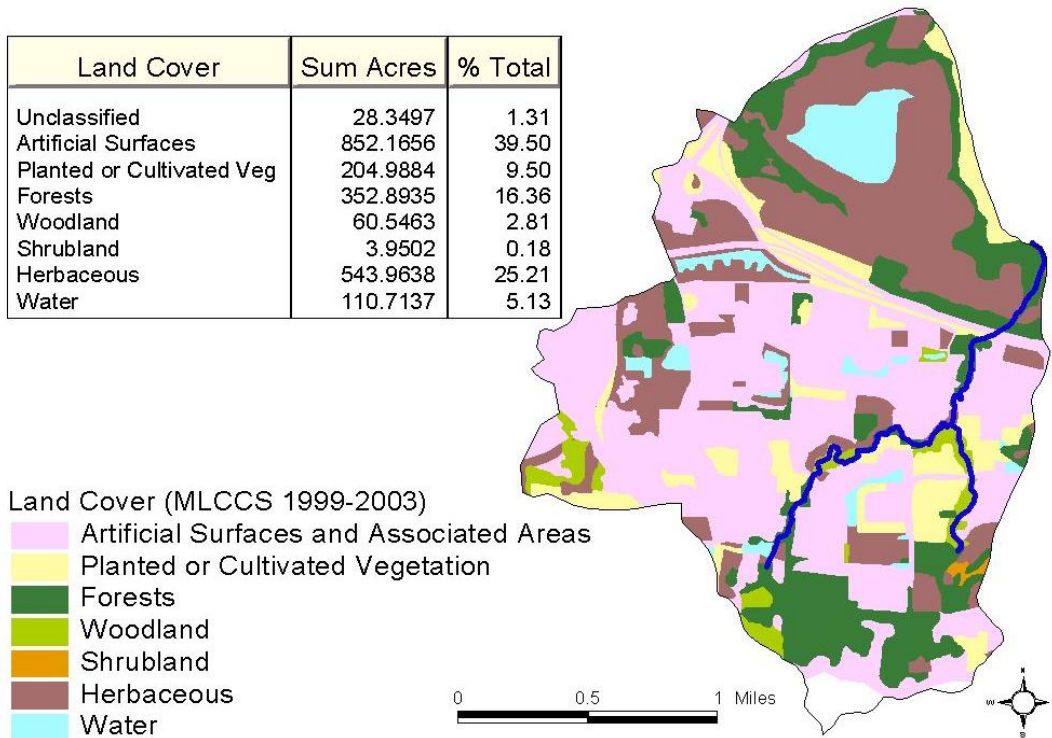 Land Cover Sum Acres % Total
Unclassified 28.3497 1.31
Artificial Surfaces 852.1656 39.50
Planted or Cultivated Veg 204.9884 9.50
Forests 352.8935 16.36
Woodland 60.5463 2.81
Shrubland 3.9502 0.18
Herbaceous 543.9638 25.21
Water 110.7137 5.13
Land Cover (MLCCS 1999-2003)
Artificial Surfaces and Associated Areas
Planted or Cultivated Vegetation
Forests
Woodland
Shrubland
Herbaceous
Water
0 0.5 1 Miles
N
W E
S